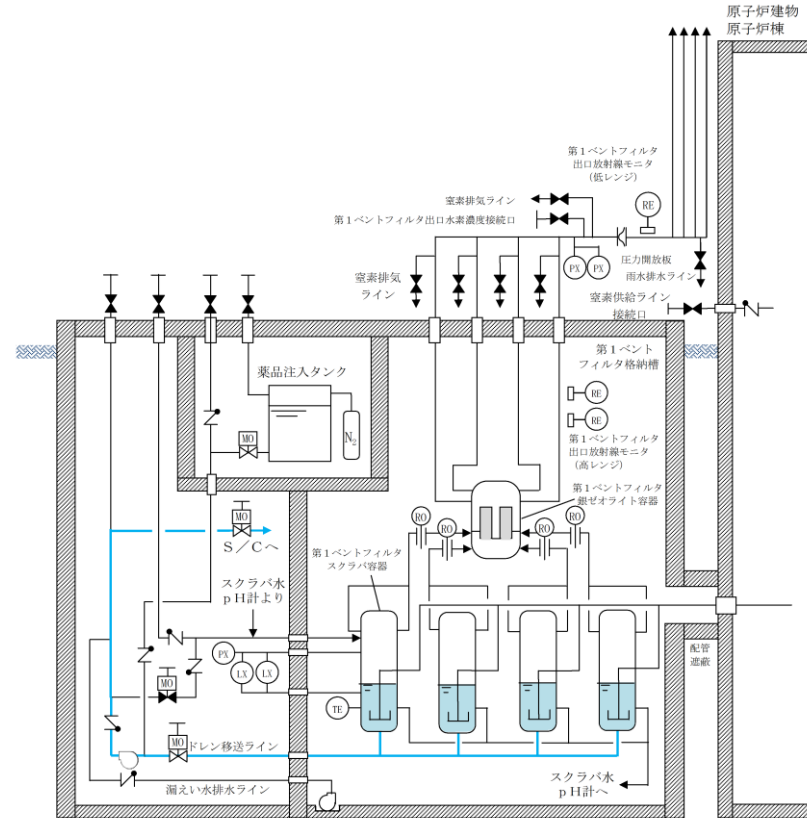 原子炉建物
原子炉棟
第１ベントフィルタ
出口放射線モニタ
（低レンジ）
RE
窒素排気ライン
第１ベントフィルタ出口水素濃度接続口
PX
PX
圧力開放板
雨水排水ライン
窒素排気
ライン
窒素供給ライン
接続口
第１ベント
フィルタ格納槽
薬品注入タンク
N₂
MO
RE
RE
第１ベントフィルタ
出口放射線モニタ
（高レンジ）
第１ベントフィルタ
銀ゼオライト容器
RO
RO
RO
RO
MO
S／Cへ
第１ベントフィルタ
スクラバ容器
スクラバ水
pH計より
PX
LX
LX
MO
TE
配管
遮蔽
MO
ドレン移送ライン
漏えい水排水ライン
スクラバ水
pH計へ